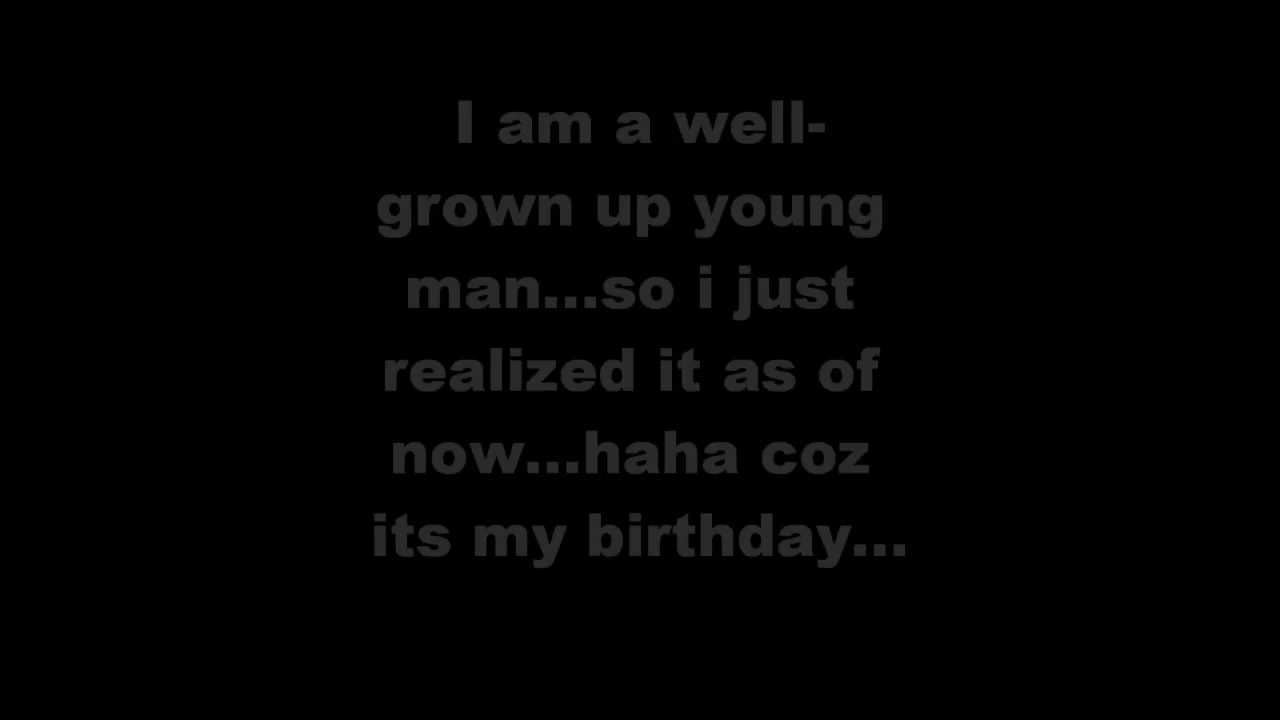 I am a well-
grown up young
man...so i just
realized it as of
now...haha coz
its my birthday...